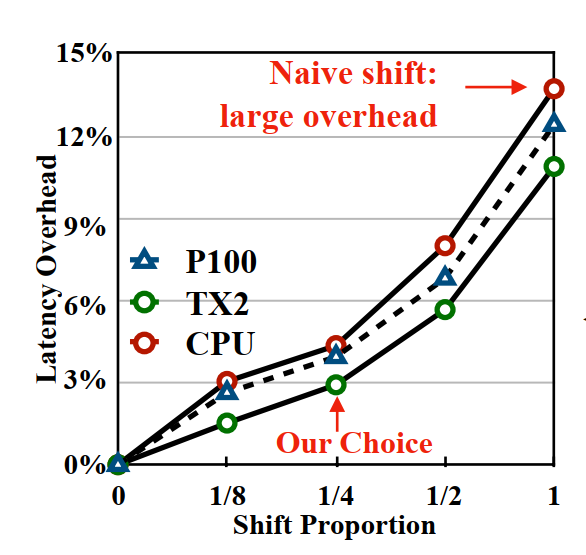 15%
Naive shift:
large overhead
12%
9%
6%
3%
0%
Latency Overhead
P100
TX2
CPU
Our Choice
0 1/8 1/4 1/2 1
Shift Proportion